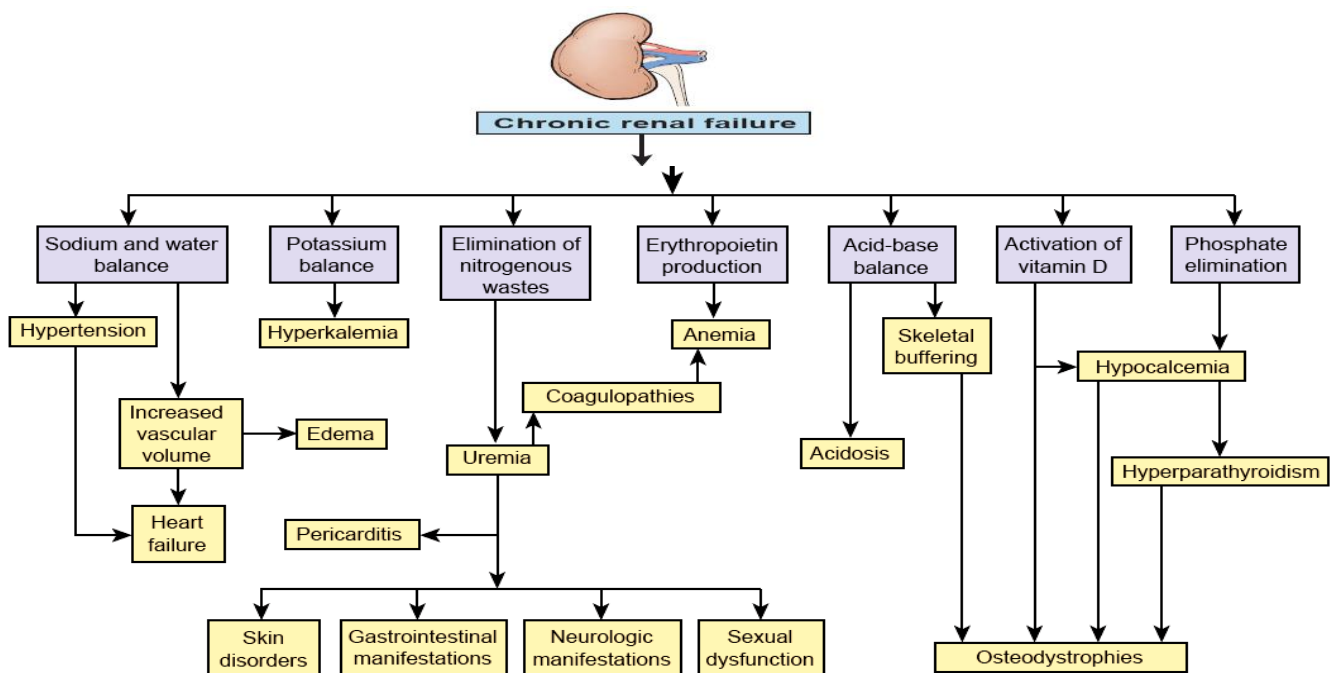 Chronic renal failure
Sodium and water
balance
Potassium
balance
Elimination of
nitrogenous
wastes
Erythropoietin
production
Acid-base
balance
Activation of
vitamin D
Phosphate
elimination
Hypertension
Hyperkalemia
Anemia
Skeletal
buffering
Hypocalcemia
Coagulopathies
Increased
vascular
volume
Edema
Uremia
Acidosis
Hyperparathyroidism
Heart
failure
Pericarditis
Skin
disorders
Gastrointestinal
manifestations
Neurologic
manifestations
Sexual
dysfunction
Osteodystrophies